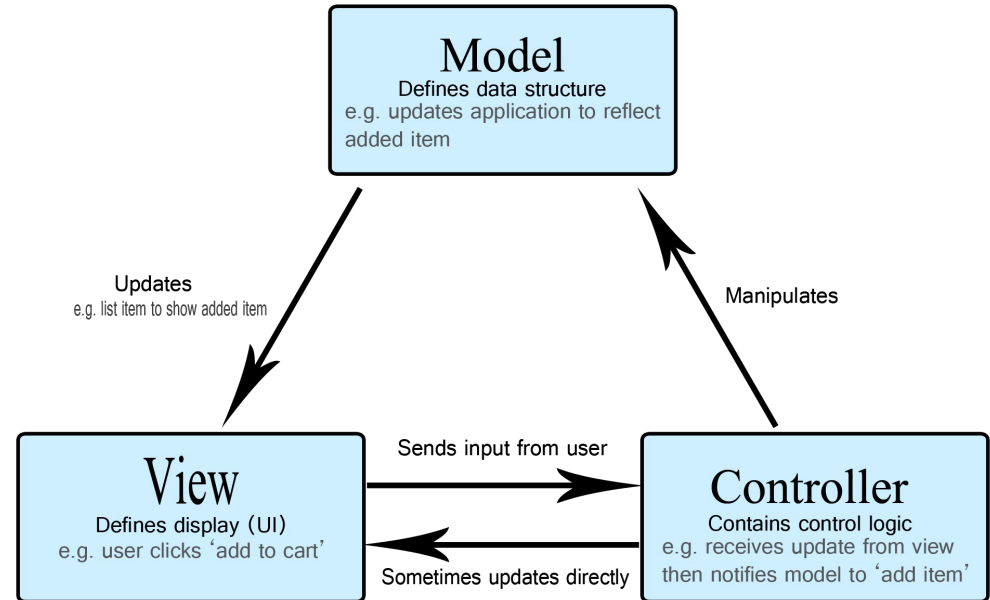 Model
Defines data structure
e.g. updates application to reflect
added item
Updates
e.g. list item to show added item
Manipulates
Sends input from user
View
Defines display (UI)
e.g. user clicks ‘add to cart’
Controller
Contains control logic
e.g. receives update from view
then notifies model to ‘add item’
Sometimes updates directly